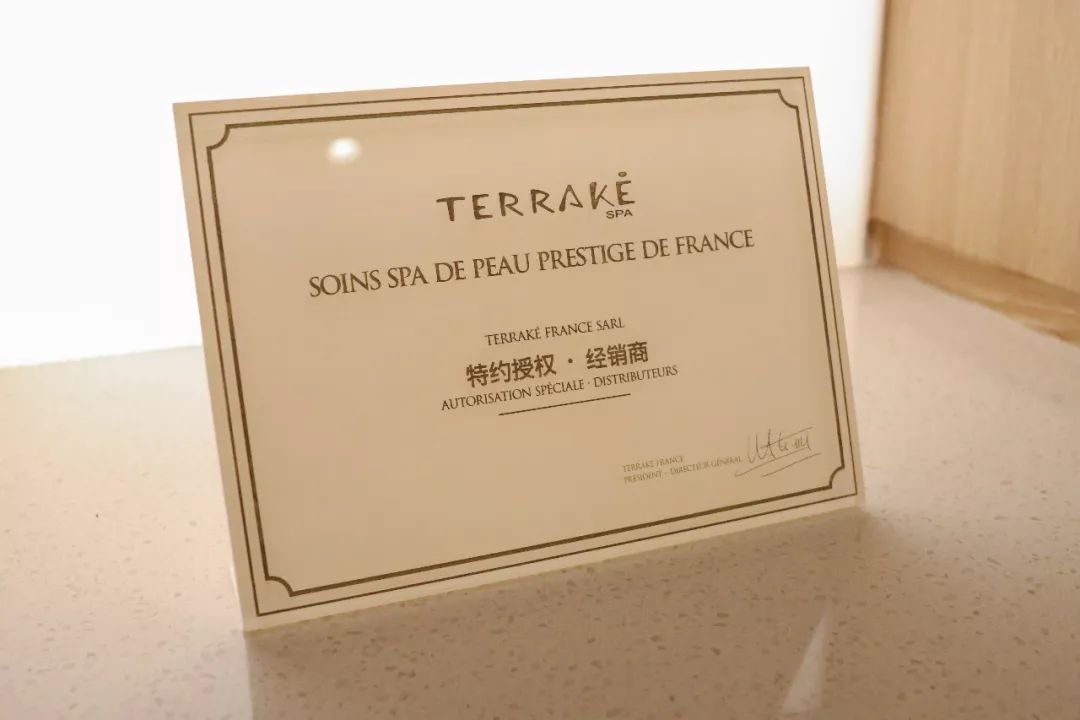 TERRAKĖ
SPA
SOINS SPA DE PEAU PRESTIGE DE FRANCE
TERRAKÉ FRANCE SARL
特约授权 · 经销商
AUTORISATION SPÉCIALE · DISTRIBUTEURS
TERRAKÉ FRANCE
PRÉSIDENT - DIRECTEUR GÉNÉRAL